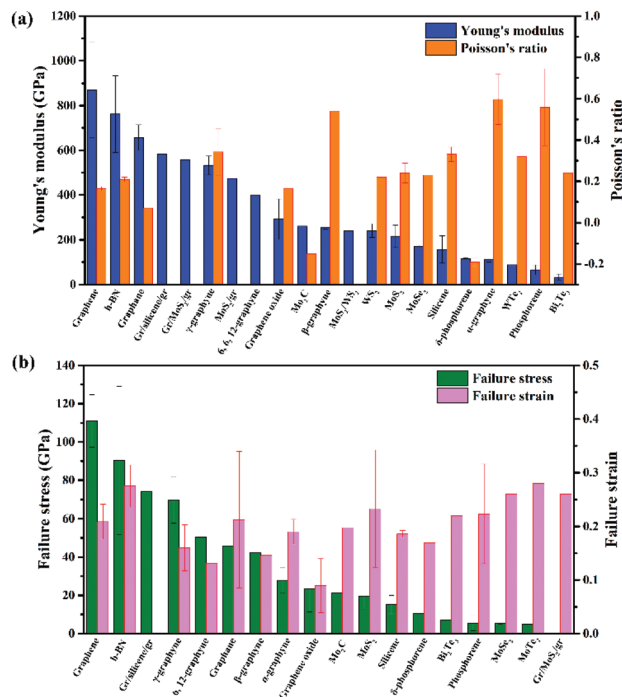 (a)
1200
1000
800
600
400
200
0
Young's modulus (GPa)
Young's modulus
Poisson's ratio
1.0
0.8
0.6
0.4
0.2
0.0
-0.2
Poisson's ratio
Graphene
h-BN
Graphane
Gr/silicene/gr
Gr/MoS2/gr
γ-graphyne
MoS2/gr
6, 6, 12-graphyne
Graphene oxide
Mo2C
β-graphyne
MoS2/WS2
WS2
MoS2
MoSe2
Silicene
δ-phosphorene
α-graphyne
WTe2
Phosphorene
Bi2Te3
(b)
140
120
100
80
60
40
20
0
Failure stress (GPa)
Failure stress
Failure strain
0.5
0.4
0.3
0.2
0.1
0.0
Failure strain
Graphene
h-BN
Gr/silicene/gr
γ-graphyne
6, 12-graphyne
Graphane
β-graphyne
α-graphyne
Graphene oxide
Mo2C
MoS2
Silicene
δ-phosphorene
Bi2Te3
Phosphorene
MoSe2
MoTe2
Gr/MoS2/gr